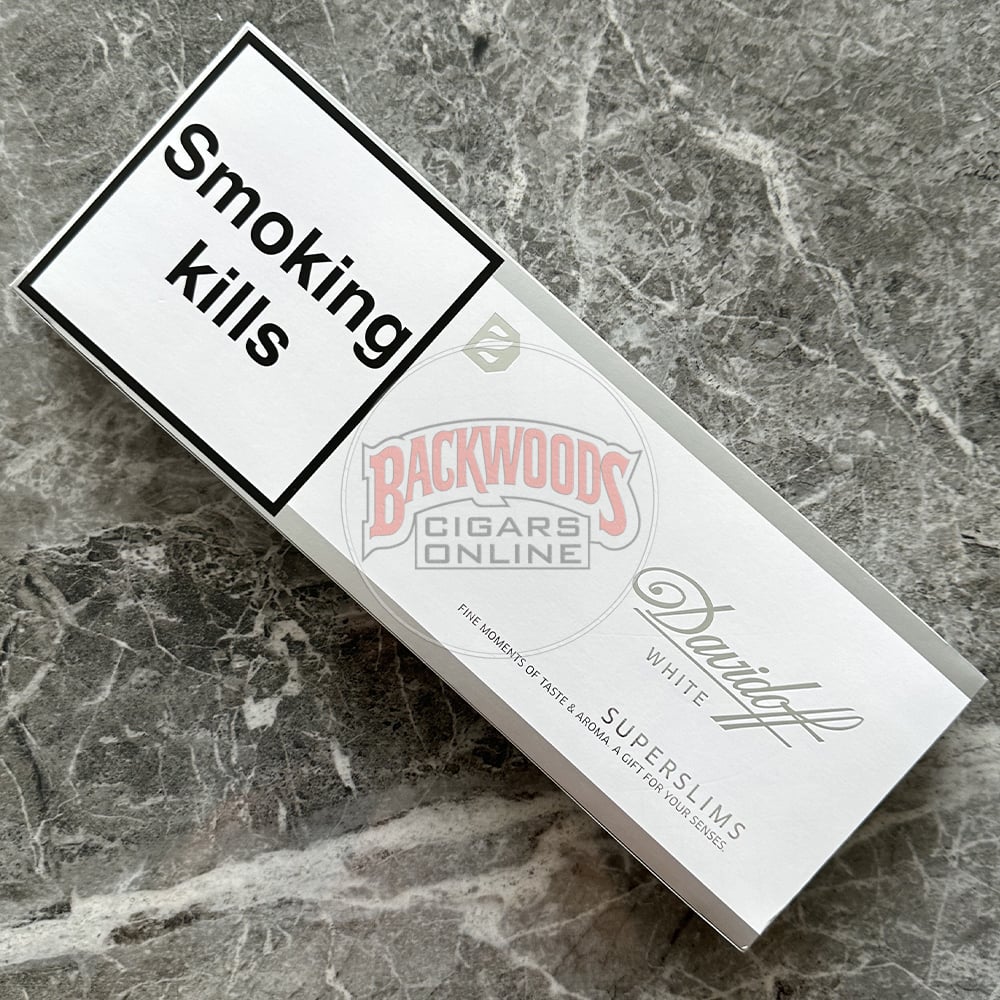 Smoking
kills
BACKWOODS
CIGARS
ONLINE
Davidoff
WHITE
SUPERSLIMS
FINE MOMENTS OF TASTE & AROMA. A GIFT FOR YOUR SENSES.